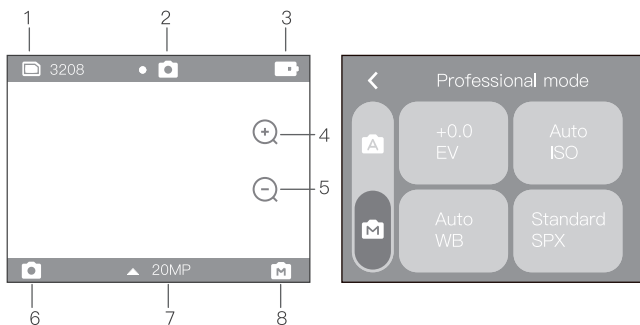 1 2 3
3208
4
5
20MP
M
6 7 8
Professional mode
A
+0.0
EV
Auto
ISO
M
Auto
WB
Standard
SPX